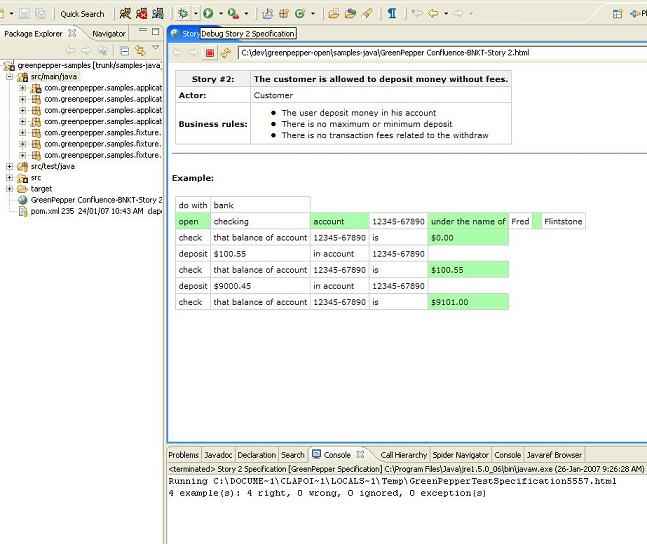 Quick Search
Story
Debug Story 2 Specification
Package Explorer
Navigator
C:\dev\greenpepper-open\samples-java\GreenPepper Confluence-BNKT-Story 2.html
greenpepper-samples [trunk/samples-java]
src/main/java
com.greenpepper.samples.applicat
com.greenpepper.samples.applicat
com.greenpepper.samples.applicat
com.greenpepper.samples.fixture.
com.greenpepper.samples.fixture.
com.greenpepper.samples.fixture.
src/test/java
src
target
GreenPepper Confluence-BNKT-Story 2
pom.xml 235 24/01/07 10:43 AM clapo
Story #2: The customer is allowed to deposit money without fees.
Actor: Customer
Business rules:
• The user deposit money in his account
• There is no maximum or minimum deposit
• There is no transaction fees related to the withdraw
Example:
do with bank
open checking account 12345-67890 under the name of Fred Flintstone
check that balance of account 12345-67890 is $0.00
deposit $100.55 in account 12345-67890
check that balance of account 12345-67890 is $100.55
deposit $9000.45 in account 12345-67890
check that balance of account 12345-67890 is $9101.00
Problems Javadoc Declaration Search Console Call Hierarchy Spider Navigator Console Javaref Browser
<terminated> Story 2 Specification [GreenPepper Specification] C:\Program Files\Java\jre1.5.0_06\bin\javaw.exe (26-Jan-2007 9:26:28 AM)
Running C:\DOCUME~1\CLAPOI~1\LOCALS~1\Temp\GreenPepperTestSpecification5557.html
4 example(s): 4 right, 0 wrong, 0 ignored, 0 exception(s)